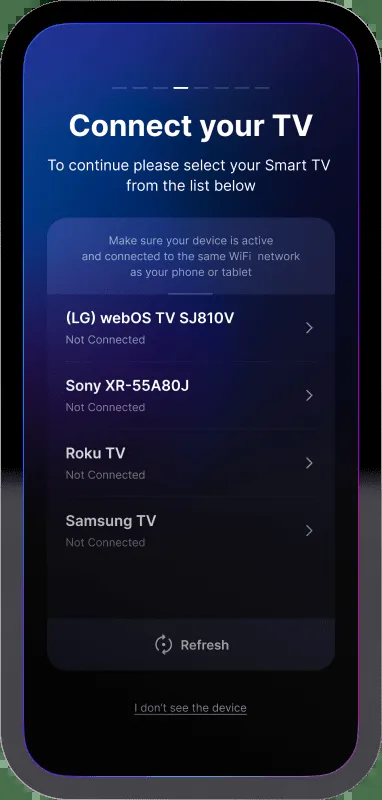 Connect your TV
To continue please select your Smart TV
from the list below
Make sure your device is active
and connected to the same WiFi network
as your phone or tablet
(LG) webOS TV SJ810V
Not Connected
Sony XR-55A80J
Not Connected
Roku TV
Not Connected
Samsung TV
Not Connected
Refresh
I don't see the device